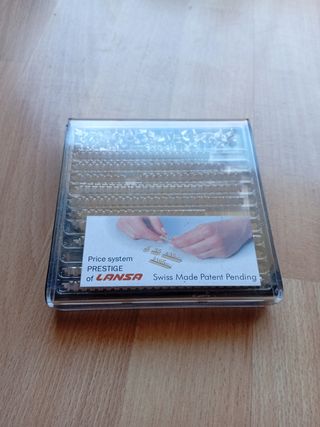 Price system
PRESTIGE
of LANSA
Swiss Made Patent Pending